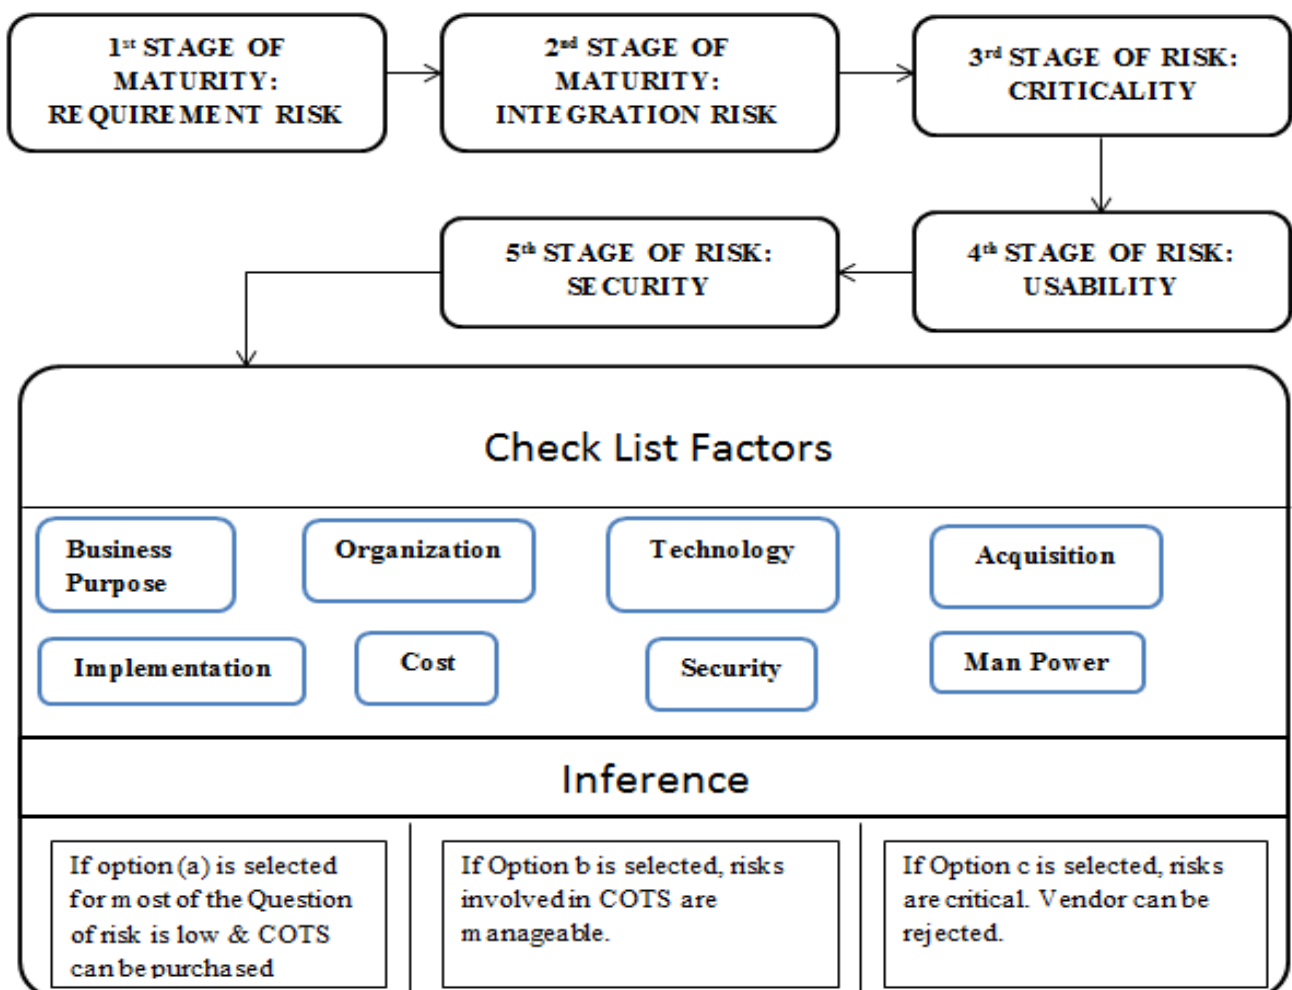 1st STAGE OF
MATURITY:
REQUIREMENT RISK
2nd STAGE OF
MATURITY:
INTEGRATION RISK
3rd STAGE OF RISK:
CRITICALITY
4th STAGE OF RISK:
USABILITY
5th STAGE OF RISK:
SECURITY
Check List Factors
Business
Purpose
Organization
Technology
Acquisition
Implementation
Cost
Security
Man Power
Inference
If option (a) is selected
for most of the Question
of risk is low & COTS
can be purchased
If Option b is selected, risks
involved in COTS are
manageable.
If Option c is selected, risks
are critical. Vendor can be
rejected.